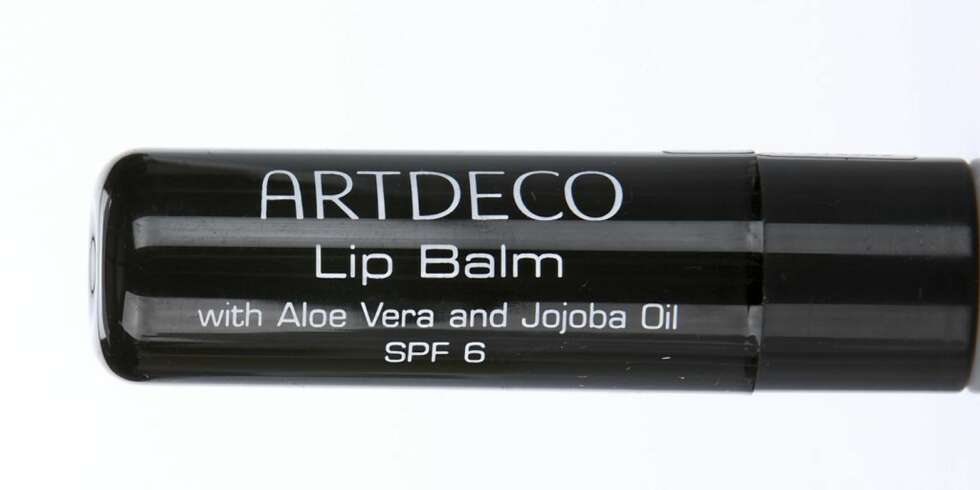 ARTDECO
Lip Balm
with Aloe Vera and Jojoba Oil
SPF 6